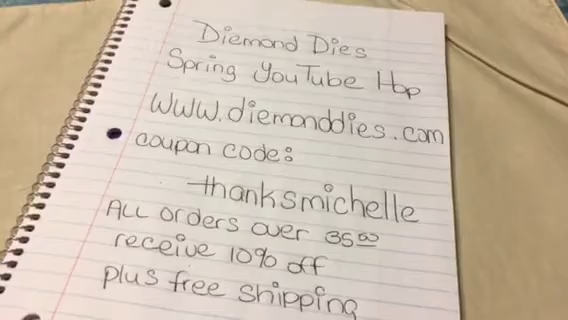 Diemond Dies
Spring YouTube Hop
www.diemonddies.com
coupon code:
thanksmichelle
ALL orders over 35.00
receive 10% off
plus free shipping